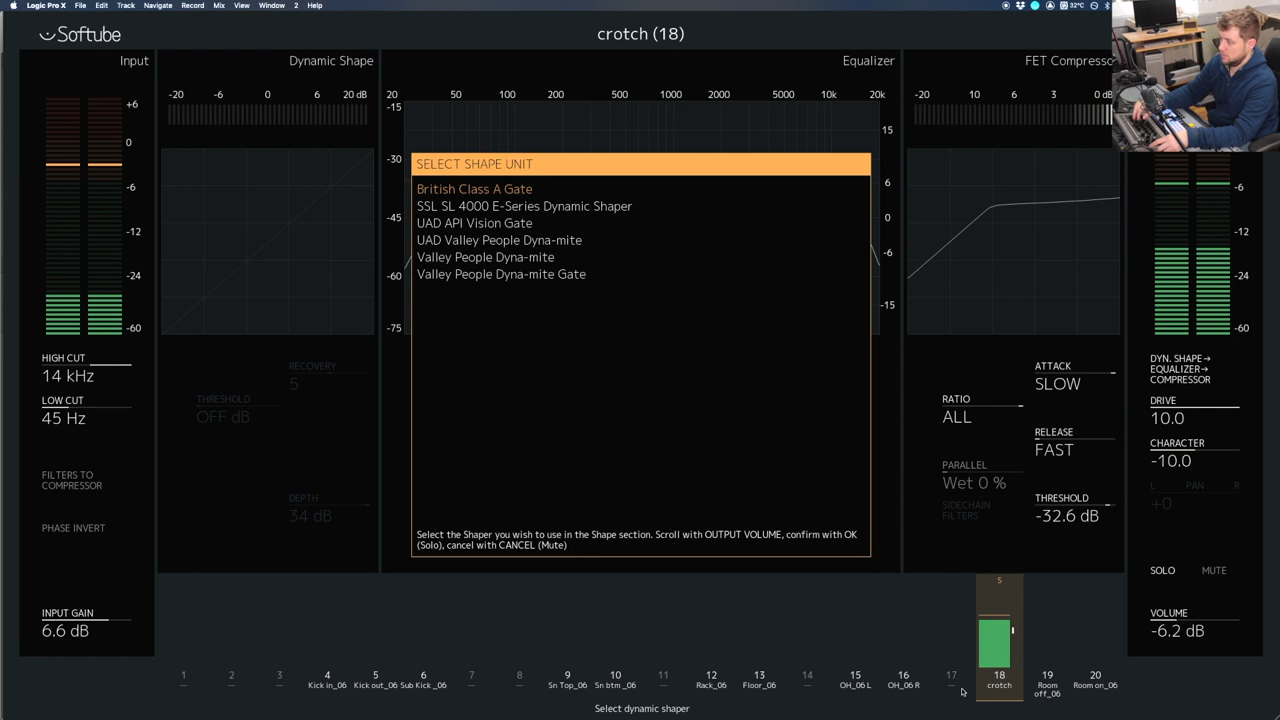 Logic Pro X File Edit Track Navigate Record Mix View Window 2 Help
32°C
Softube
crotch (18)
Input
Dynamic Shape
Equalizer
FET Compresso
+6
0
-6
-12
-24
-60
-20 -6 0 6 20 dB
20 50 100 200 500 1000 2000 5000 10k 20k
-15
-30
-45
-60
-75
15
6
0
-6
-15
-20 10 6 3 0 dB
-6
-12
-24
-60
SELECT SHAPE UNIT
British Class A Gate
SSL SL 4000 E-Series Dynamic Shaper
UAD API Vision Gate
UAD Valley People Dyna-mite
Valley People Dyna-mite
Valley People Dyna-mite Gate
Select the Shaper you wish to use in the Shape section. Scroll with OUTPUT VOLUME, confirm with OK
(Solo), cancel with CANCEL (Mute)
HIGH CUT
14 kHz
LOW CUT
45 Hz
FILTERS TO
COMPRESSOR
PHASE INVERT
INPUT GAIN
6.6 dB
RECOVERY
5
THRESHOLD
OFF dB
DEPTH
34 dB
ATTACK
SLOW
RATIO
ALL
RELEASE
FAST
PARALLEL
Wet 0 %
SIDECHAIN
FILTERS
THRESHOLD
-32.6 dB
DYN. SHAPE→
EQUALIZER→
COMPRESSOR
DRIVE
10.0
CHARACTER
-10.0
L PAN R
+0
SOLO MUTE
VOLUME
-6.2 dB
S
1 2 3 4 5 6 7 8 9 10 11 12 13 14 15 16 17 18 19 20
— — — Kick in_06 Kick out_06 Sub Kick _06 — — Sn Top_06 Sn btm _06 — Rack_06 Floor_06 — OH_06 L OH_06 R — crotch Room Room on_06
off_06
Select dynamic shaper